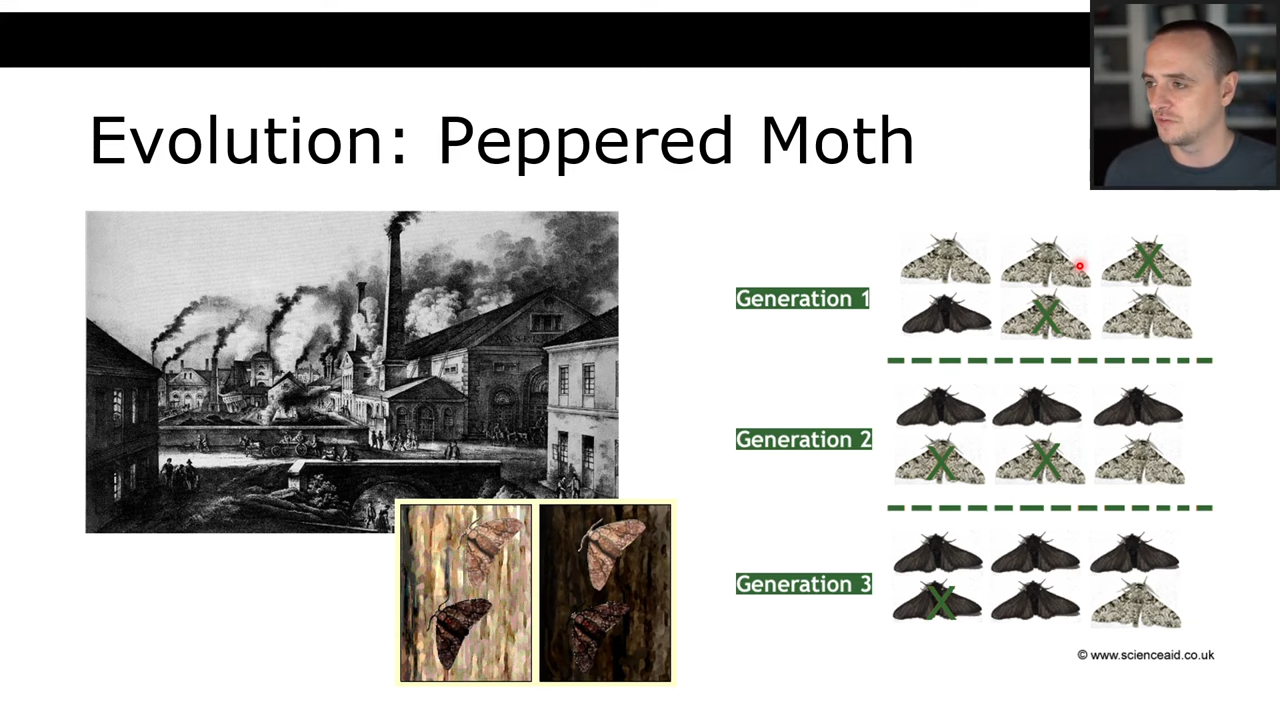 Evolution: Peppered Moth
Generation 1
Generation 2
Generation 3
© www.scienceaid.co.uk